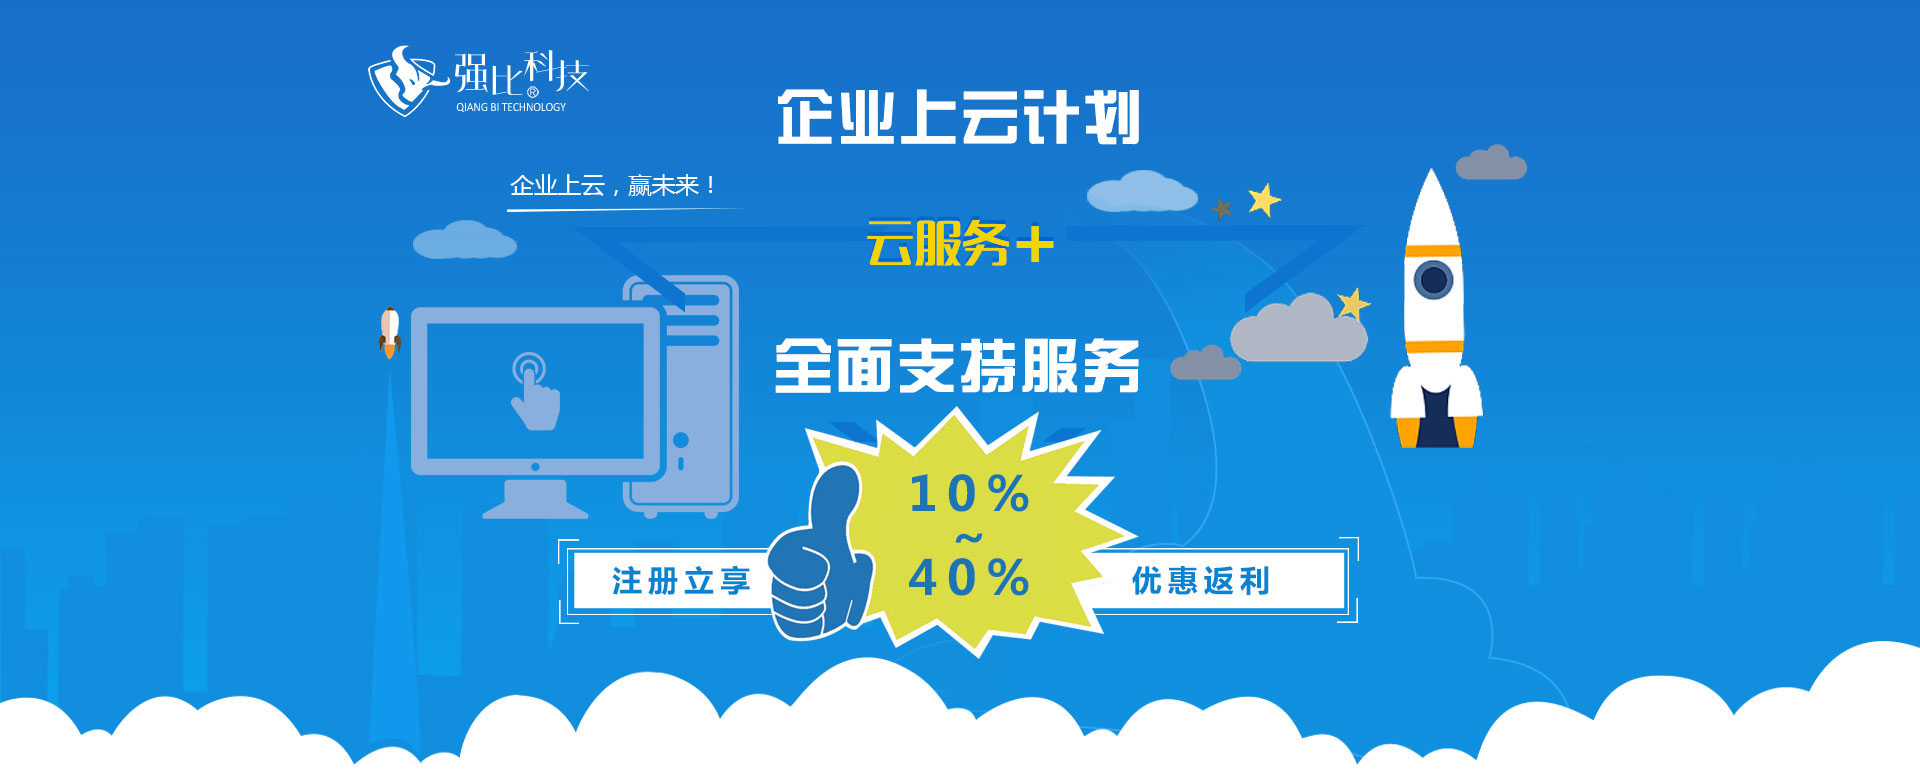 强比科技®
QIANG BI TECHNOLOGY
企业上云计划
企业上云，赢未来！
云服务+
全面支持服务
10%
~
40%
注册立享
优惠返利